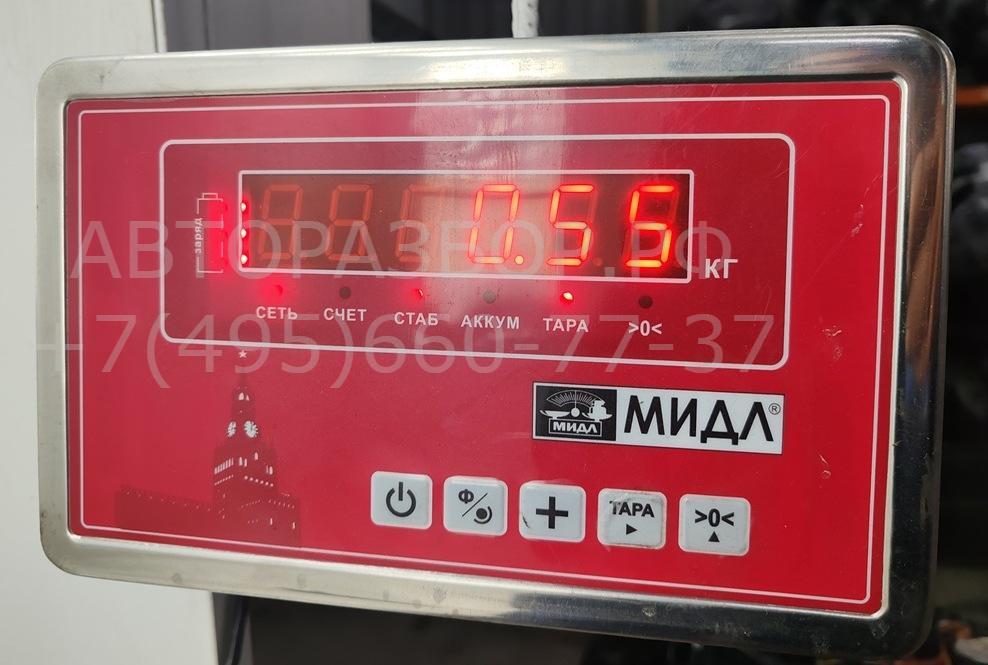 заряд
0.55
КГ
СЕТЬ СЧЕТ СТАБ АККУМ ТАРА >0<
АВТОРАЗБОР.РФ
+7(495)660-77-37
МИДЛ
МИДЛ®
Ф
ТАРА
>0<